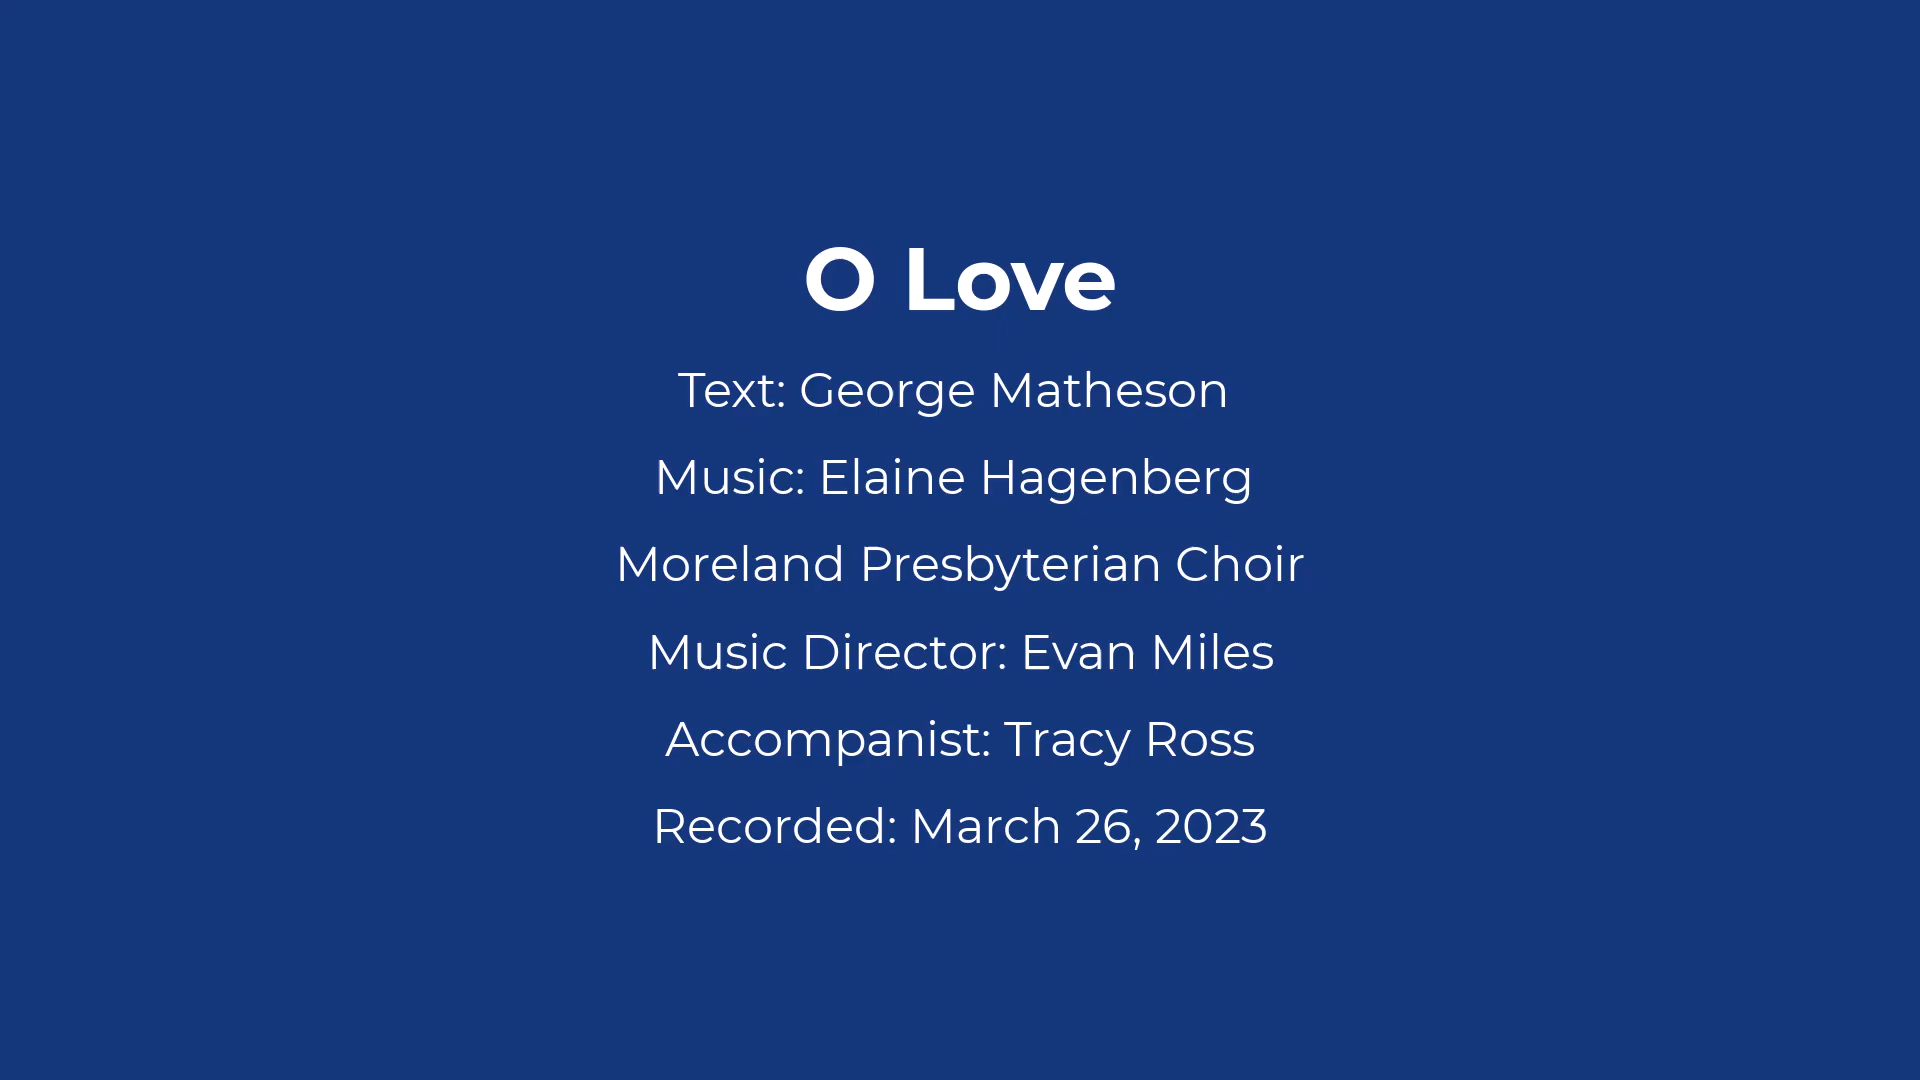 O Love
Text: George Matheson
Music: Elaine Hagenberg
Moreland Presbyterian Choir
Music Director: Evan Miles
Accompanist: Tracy Ross
Recorded: March 26, 2023